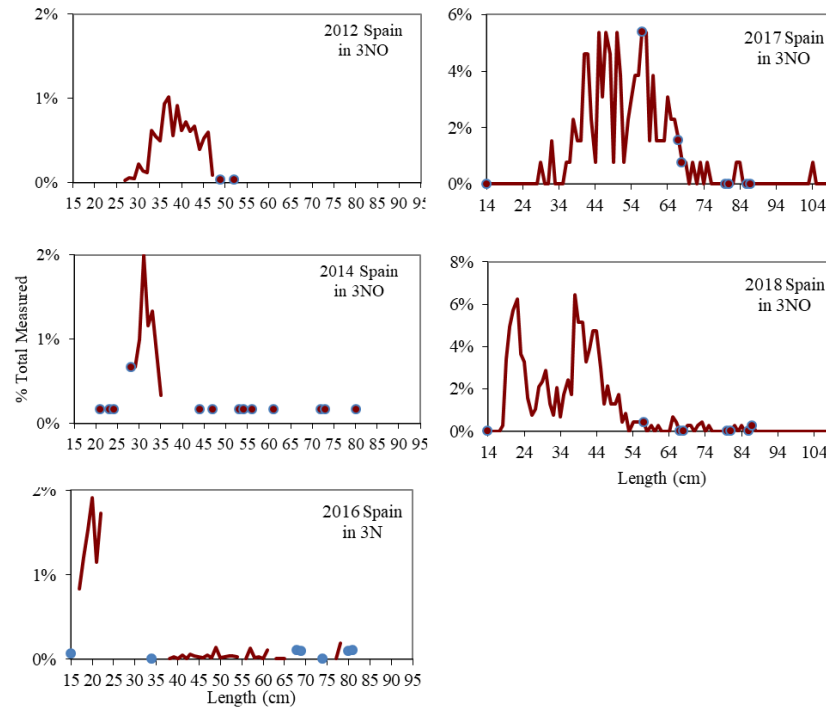 2%
1%
0%
15 20 25 30 35 40 45 50 55 60 65 70 75 80 85 90 95
2012 Spain
in 3NO
6%
4%
2%
0%
14 24 34 44 54 64 74 84 94 104
2017 Spain
in 3NO
% Total Measured
2%
1%
0%
15 20 25 30 35 40 45 50 55 60 65 70 75 80 85 90 95
2014 Spain
in 3NO
8%
6%
4%
2%
0%
14 24 34 44 54 64 74 84 94 104
2018 Spain
in 3NO
Length (cm)
2%
1%
0%
15 20 25 30 35 40 45 50 55 60 65 70 75 80 85 90 95
2016 Spain
in 3N
Length (cm)